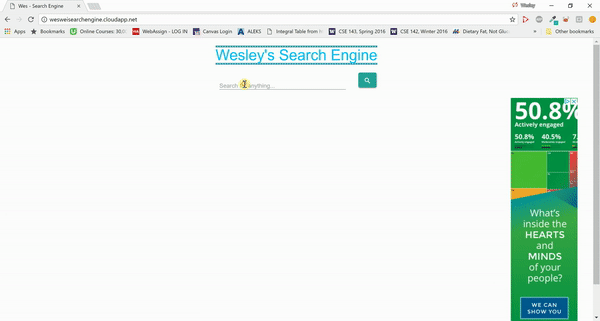 Wes - Search Engine
Wesley
wesweisearchengine.cloudapp.net
Apps Bookmarks Online Courses: 30.0 WebAssign - LOG IN Canvas Login ALEKS Integral Table from H CSE 143, Spring 2016 CSE 142, Winter 2016 Dietary Fat, Not Glu » Other bookmarks
Wesley's Search Engine
Search anything...
50.8%
Actively engaged
50.8% 40.5% 7.
What's
inside the
HEARTS
and
MINDS
of your
people?
WE CAN
SHOW YOU